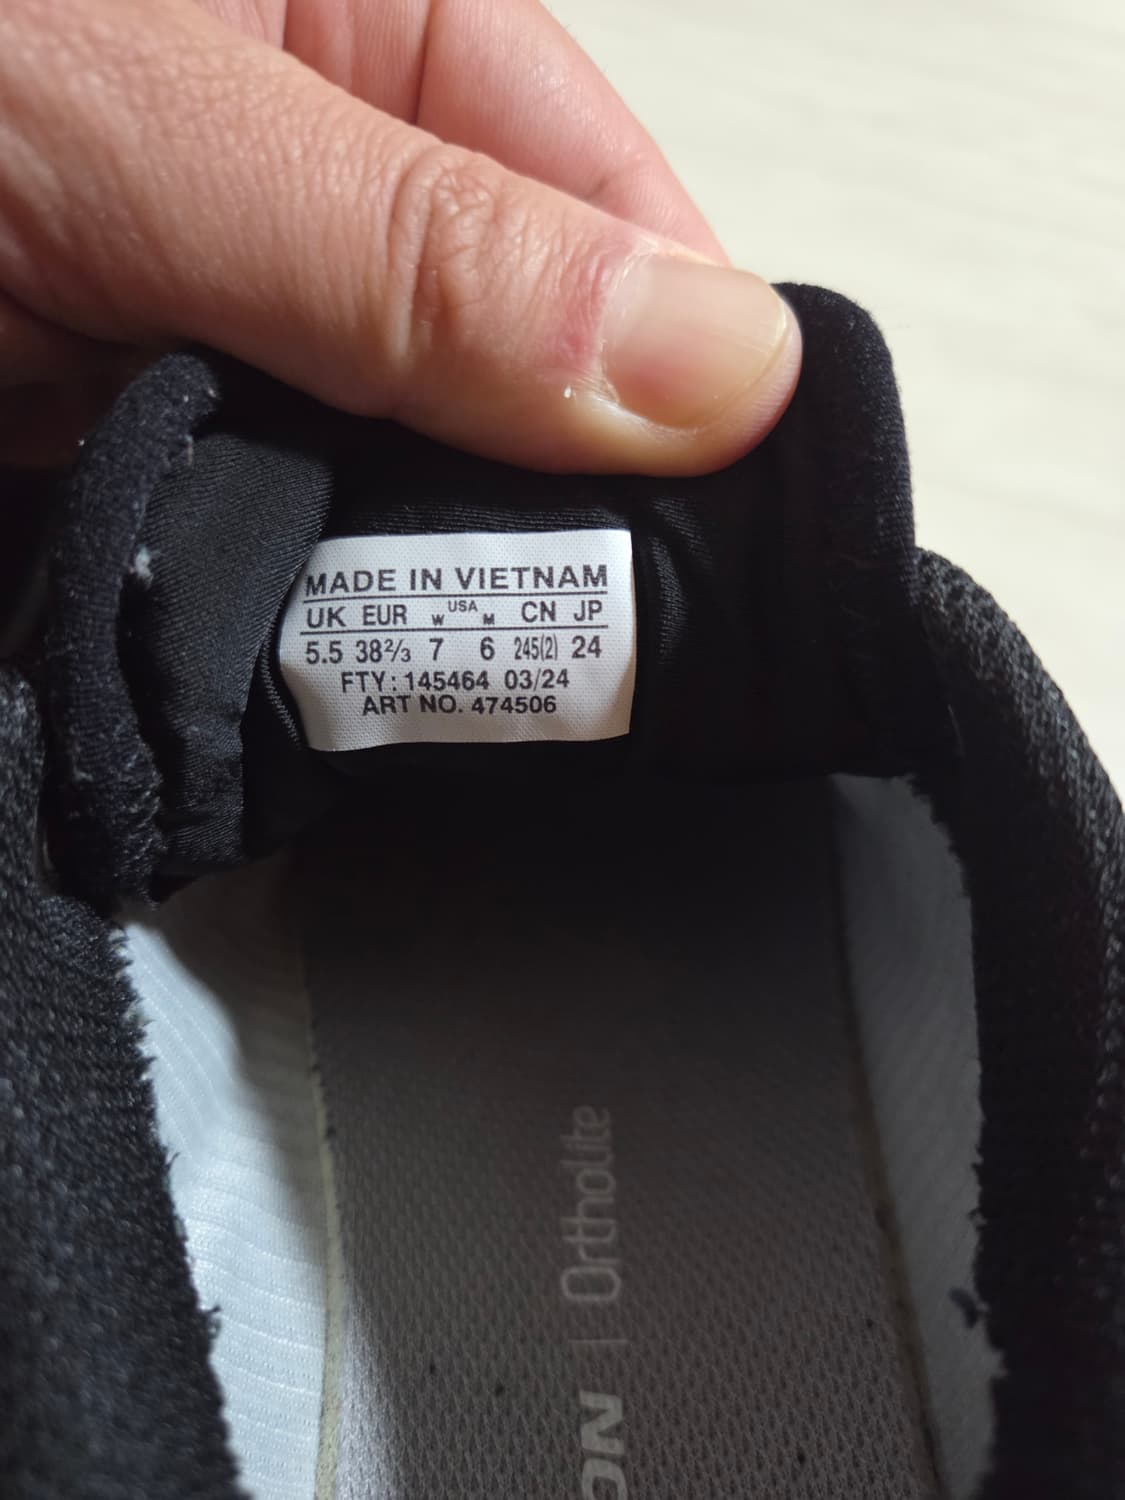 MADE IN VIETNAM
UK EUR W USA M CN JP
5.5 38⅔ 7 6 245(2) 24
FTY: 145464 03/24
ART NO. 474506
ON | Ortholite